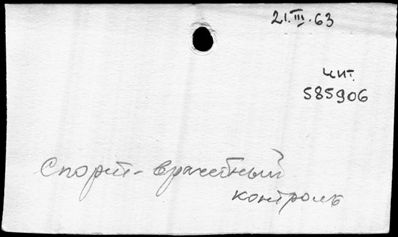 21.III.63
чит.
585906
Спорт-врачебный
контроль